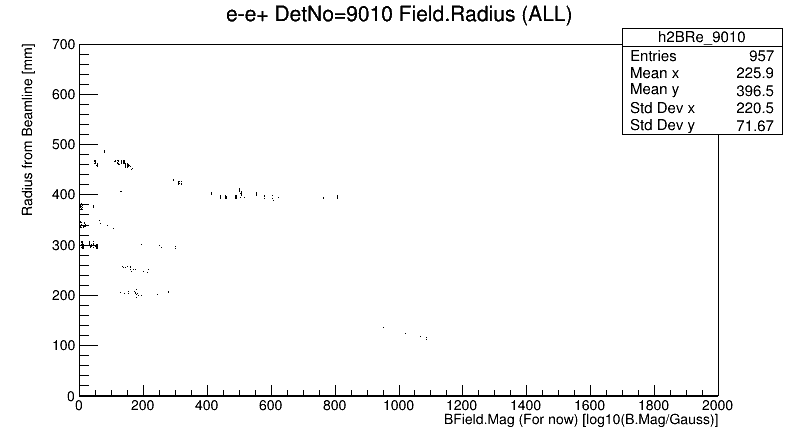 e-e+ DetNo=9010 Field.Radius (ALL)
h2BRe_9010
Entries 957
Mean x 225.9
Mean y 396.5
Std Dev x 220.5
Std Dev y 71.67
Radius from Beamline [mm]
700
600
500
400
300
200
100
0
0 200 400 600 800 1000 1200 1400 1600 1800 2000
BField.Mag (For now) [log10(B.Mag/Gauss)]